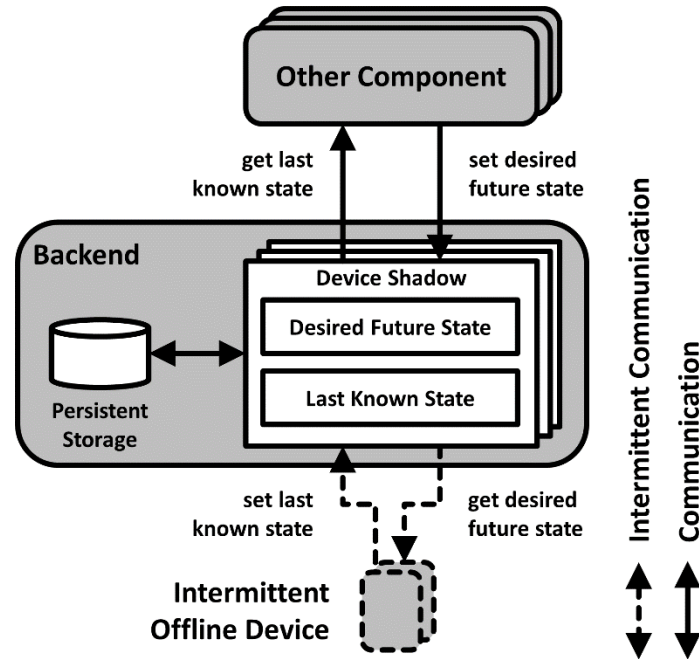 Other Component
get last
known state
set desired
future state
Backend
Device Shadow
Desired Future State
Last Known State
Persistent
Storage
set last
known state
get desired
future state
Intermittent
Offline Device
Intermittent Communication
Communication